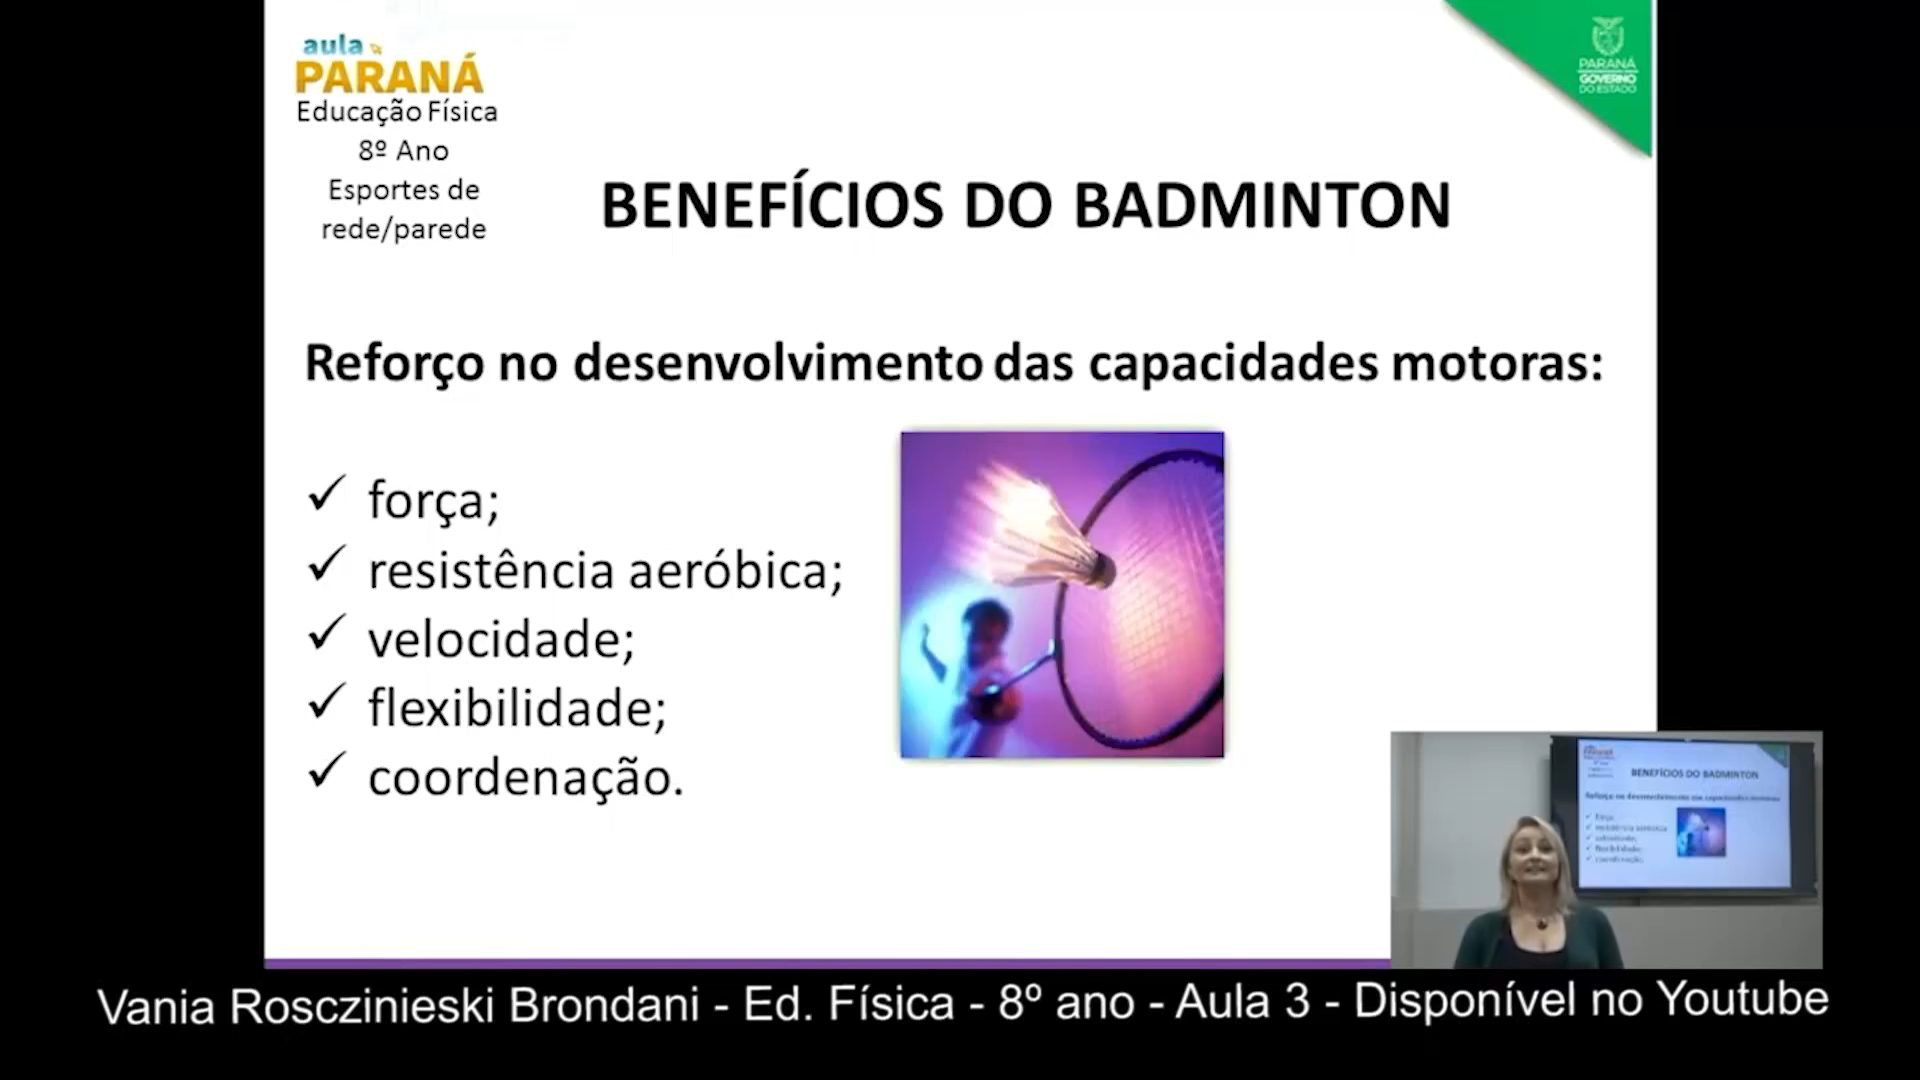 aula
PARANÁ
Educação Física
8º Ano
Esportes de
rede/parede
PARANÁ
GOVERNO
DO ESTADO
BENEFÍCIOS DO BADMINTON
Reforço no desenvolvimento das capacidades motoras:
✓ força;
✓ resistência aeróbica;
✓ velocidade;
✓ flexibilidade;
✓ coordenação.
BENEFÍCIOS DO BADMINTON
Vania Rosczinieski Brondani - Ed. Física - 8º ano - Aula 3 - Disponível no Youtube